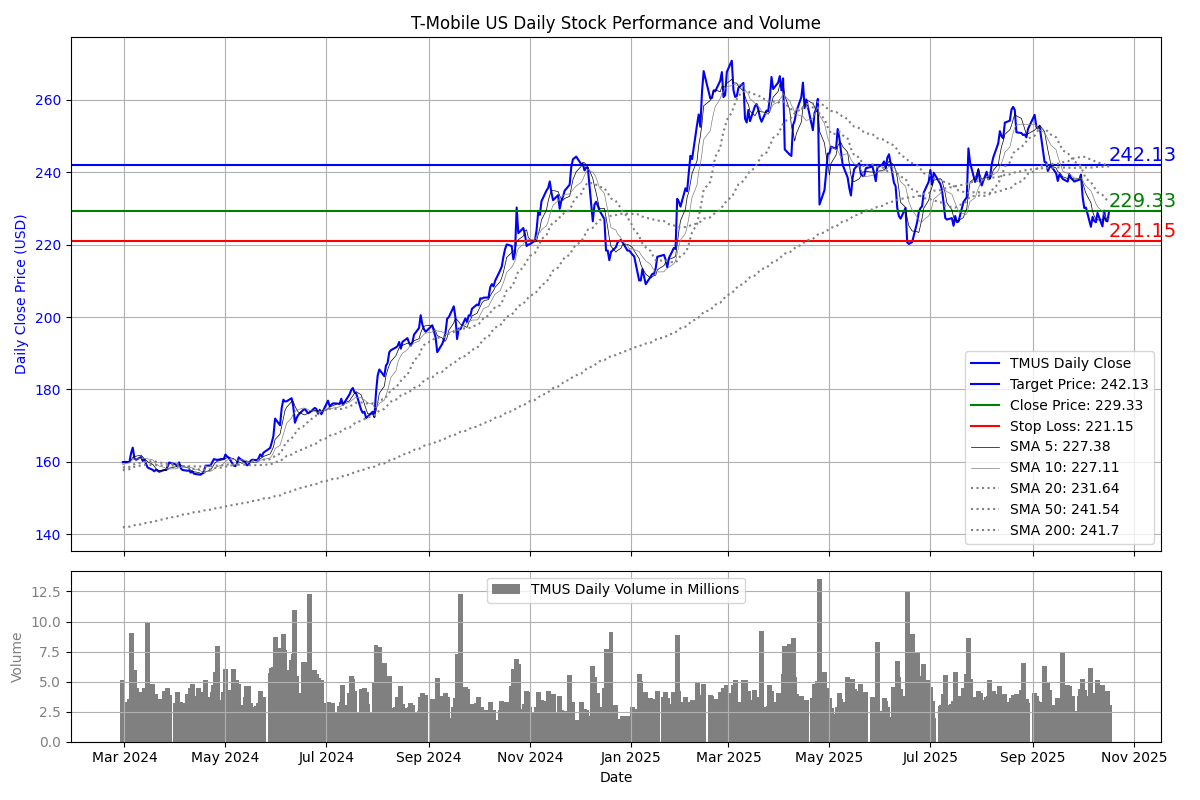 T-Mobile US Daily Stock Performance and Volume
Daily Close Price (USD)
260
240
220
200
180
160
140
242.13
229.33
221.15
TMUS Daily Close
Target Price: 242.13
Close Price: 229.33
Stop Loss: 221.15
SMA 5: 227.38
SMA 10: 227.11
SMA 20: 231.64
SMA 50: 241.54
SMA 200: 241.7
Volume
12.5
10.0
7.5
5.0
2.5
0.0
TMUS Daily Volume in Millions
Mar 2024 May 2024 Jul 2024 Sep 2024 Nov 2024 Jan 2025 Mar 2025 May 2025 Jul 2025 Sep 2025 Nov 2025
Date